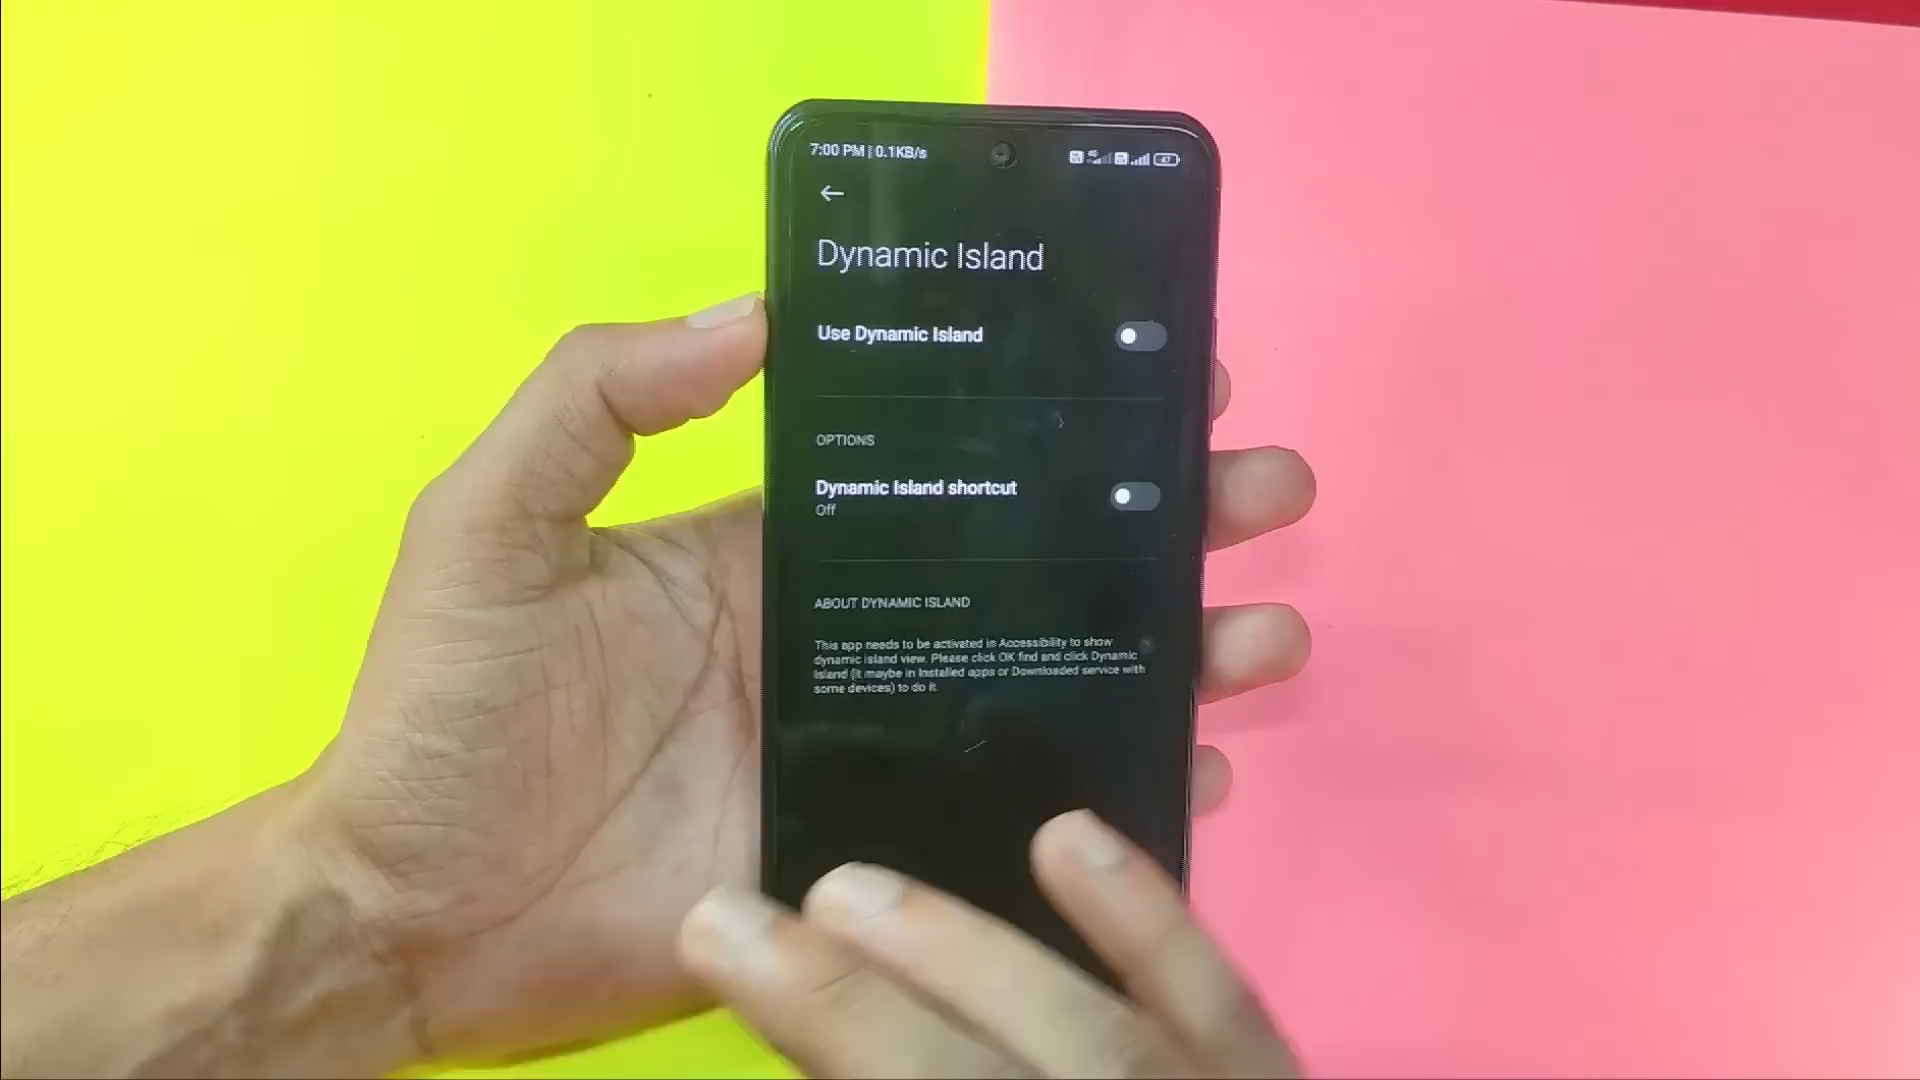 7:00 PM | 0.1KB/s
47
Dynamic Island
Use Dynamic Island
OPTIONS
Dynamic Island shortcut
Off
ABOUT DYNAMIC ISLAND
This app needs to be activated in Accessibility to show
dynamic island view. Please click OK find and click Dynamic
Island (it maybe in Installed apps or Downloaded service with
some devices) to do it.